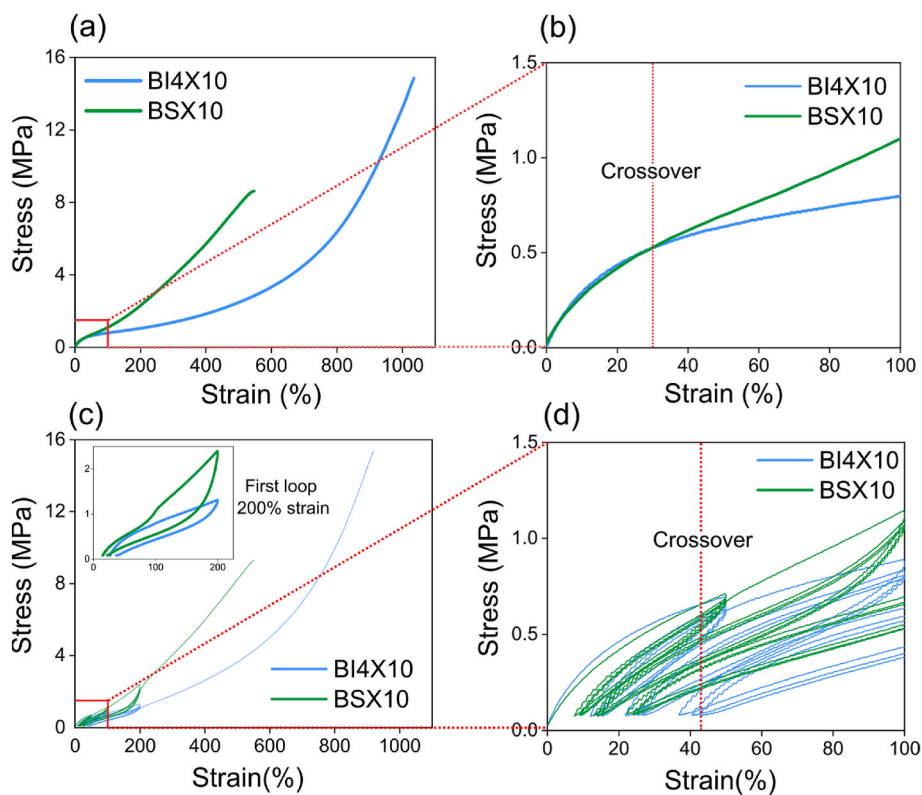 (a)
16
12
8
4
0
Stress (MPa)
BI4X10
BSX10
0 200 400 600 800 1000
Strain (%)
(b)
1.5
1.0
0.5
0.0
Stress (MPa)
BI4X10
BSX10
Crossover
0 20 40 60 80 100
Strain (%)
(c)
16
12
8
4
0
Stress (MPa)
2
1
0
0 100 200
First loop
200% strain
BI4X10
BSX10
0 200 400 600 800 1000
Strain(%)
(d)
1.5
1.0
0.5
0.0
Stress (MPa)
BI4X10
BSX10
Crossover
0 20 40 60 80 100
Strain(%)